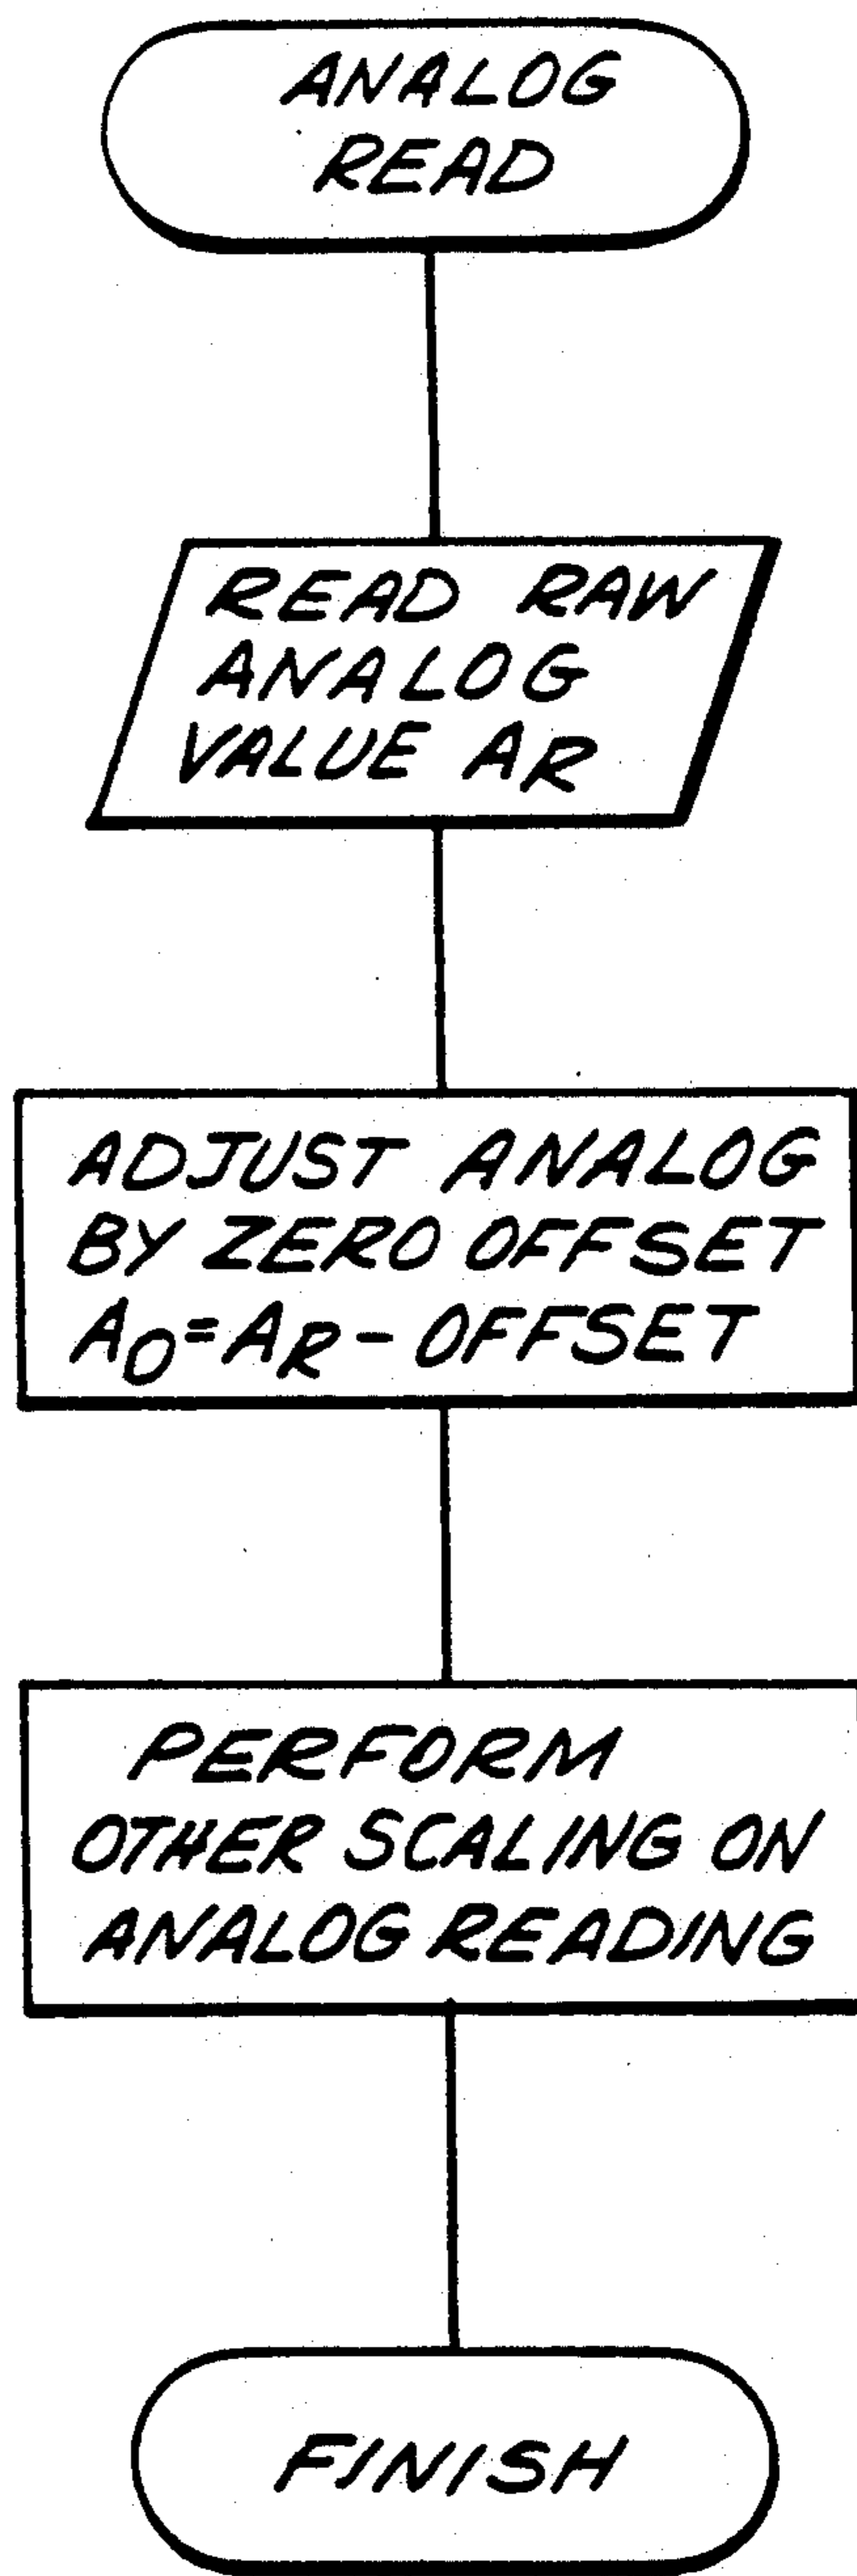 ANALOG
READ
READ RAW
ANALOG
VALUE AR
ADJUST ANALOG
BY ZERO OFFSET
AO=AR-OFFSET
PERFORM
OTHER SCALING ON
ANALOG READING
FINISH